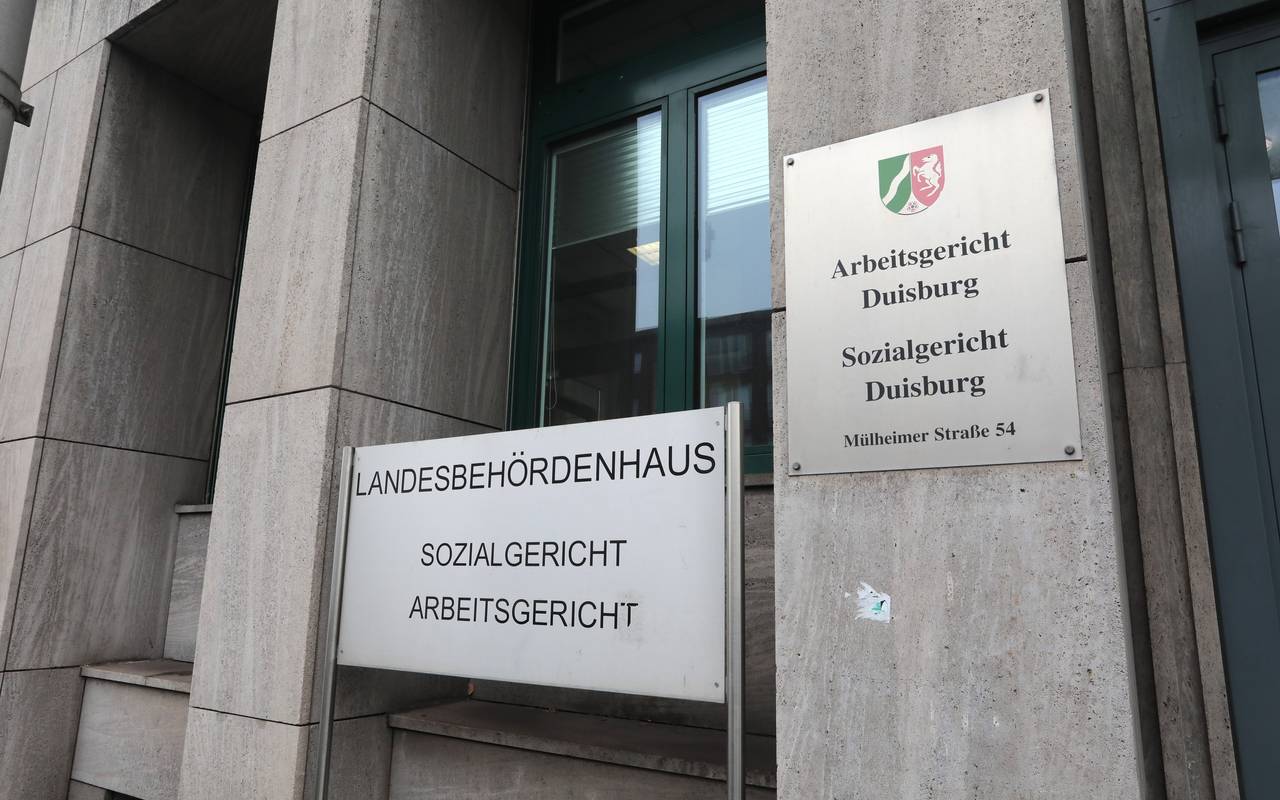 LANDESBEHÖRDENHAUS
SOZIALGERICHT
ARBEITSGERICHT
Arbeitsgericht
Duisburg
Sozialgericht
Duisburg
Mülheimer Straße 54